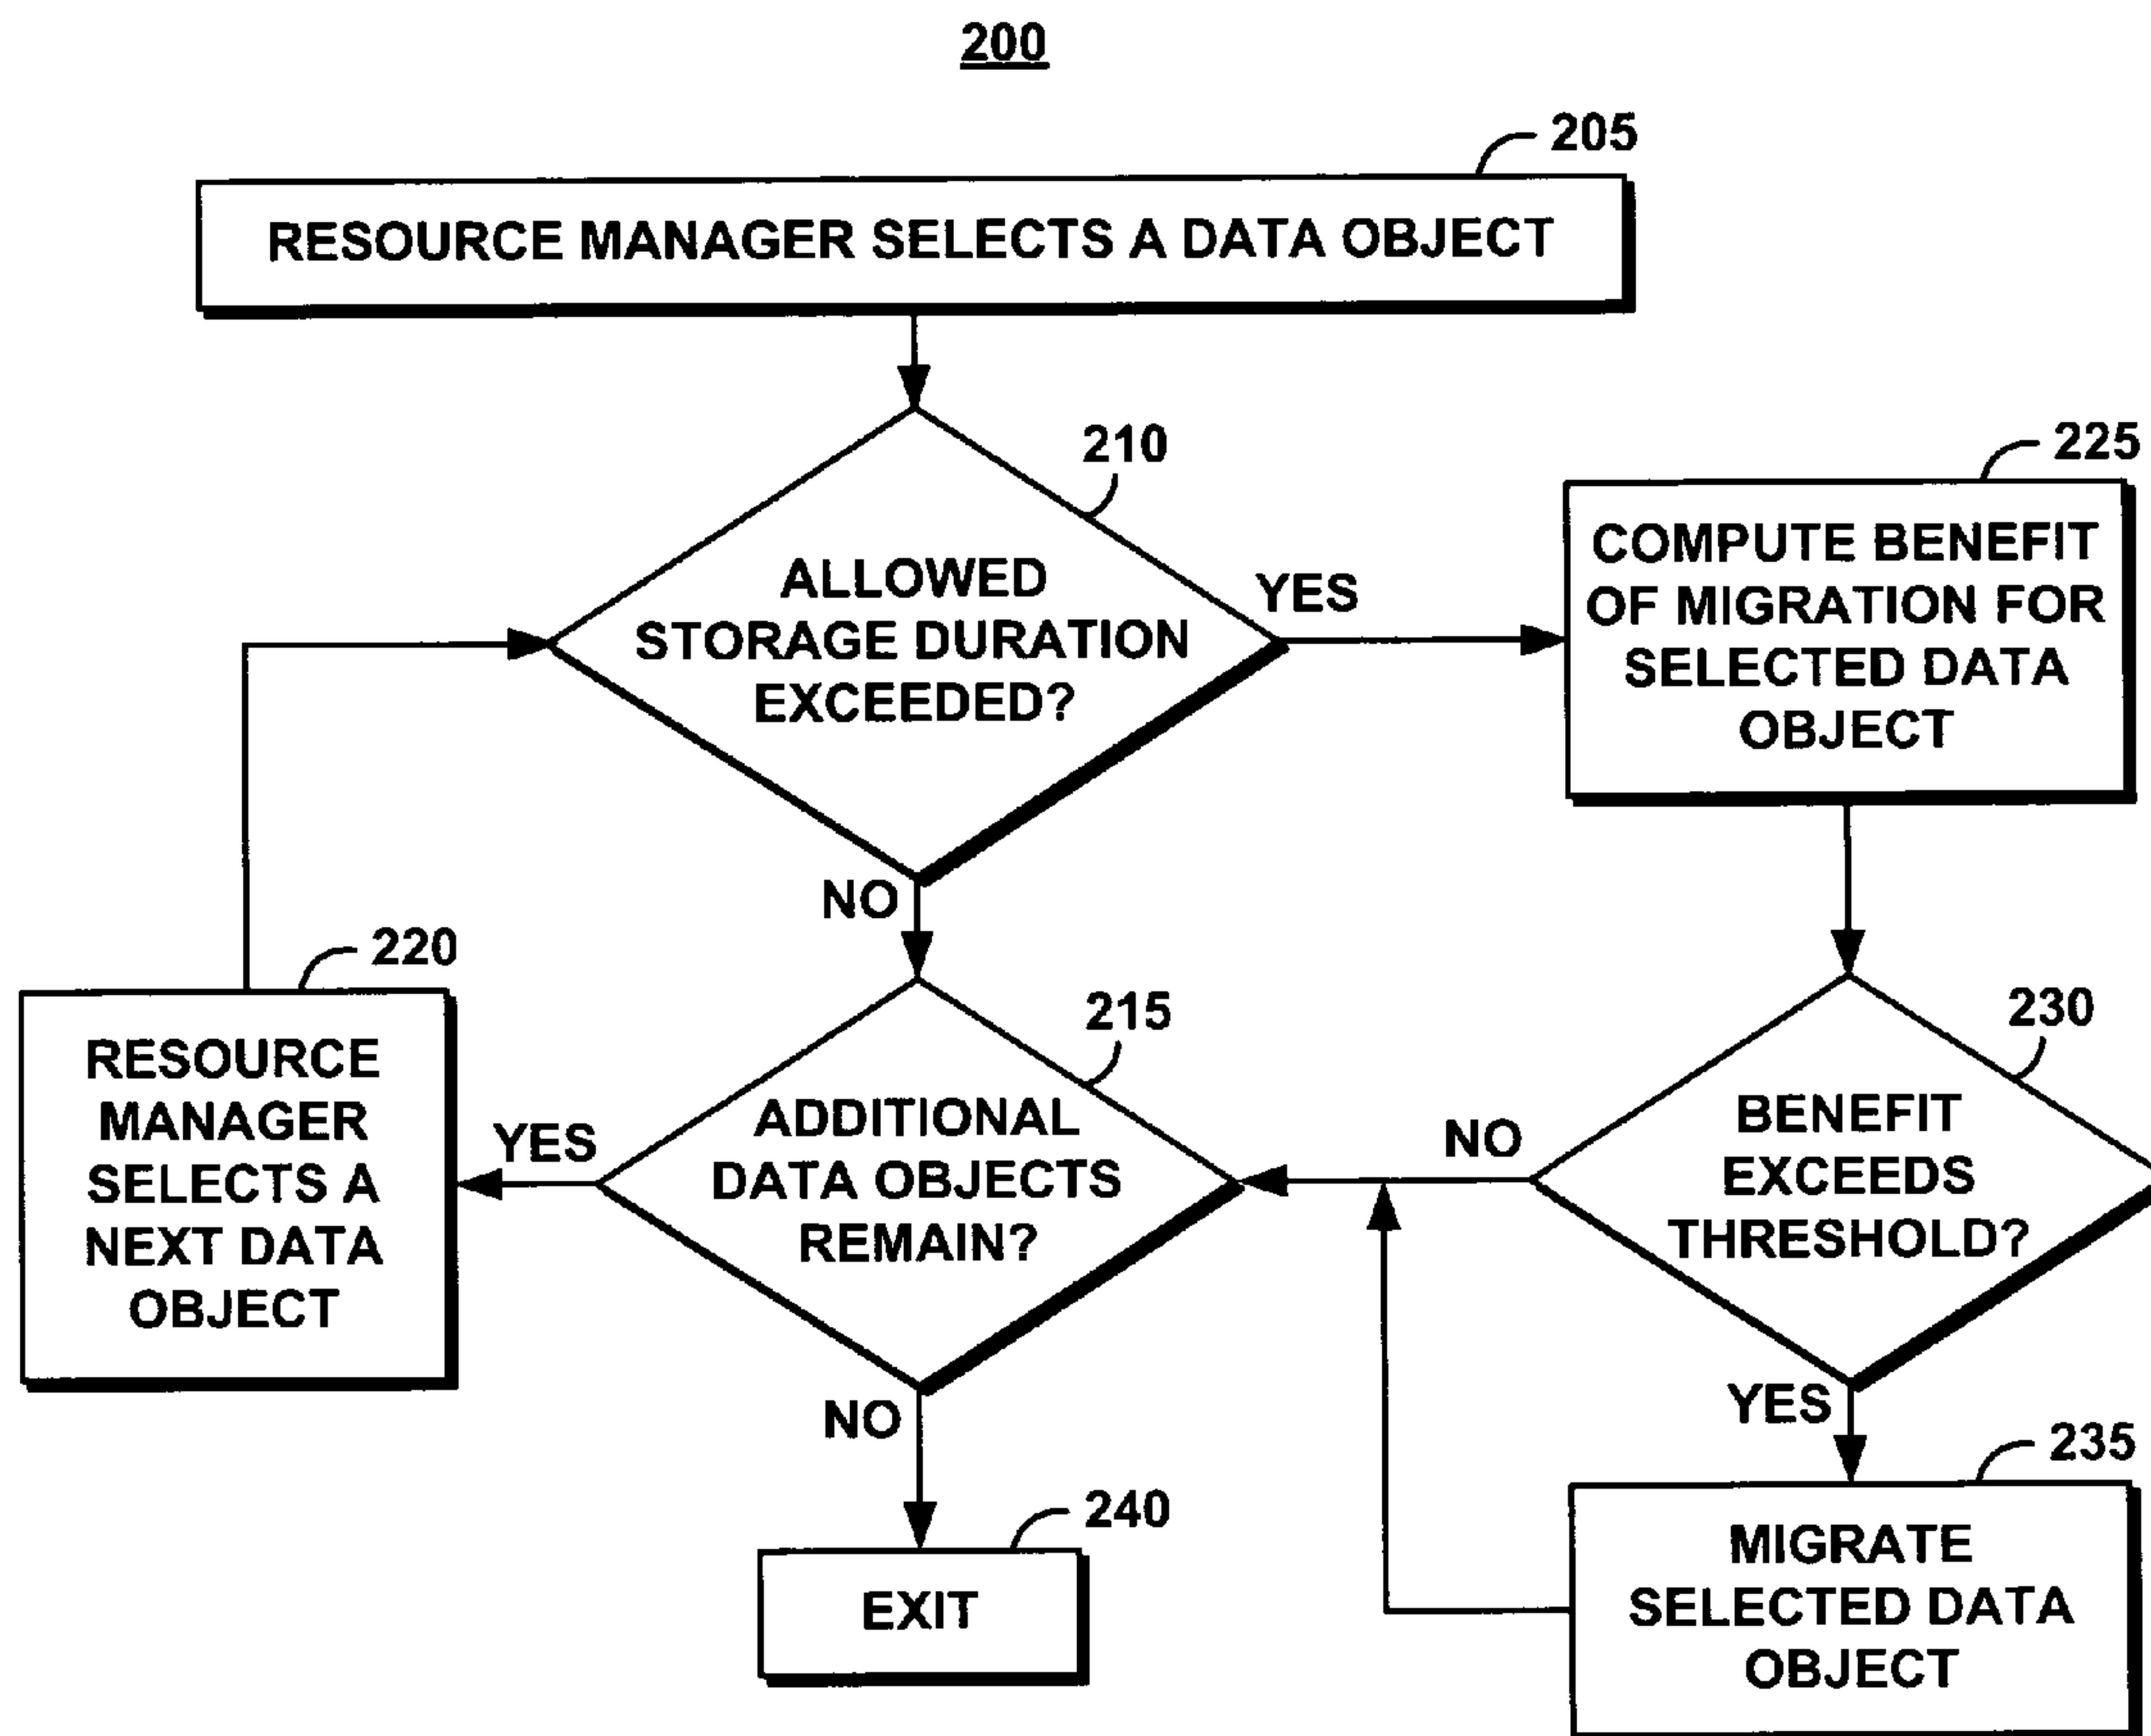 200
205
RESOURCE MANAGER SELECTS A DATA OBJECT
210
ALLOWED
STORAGE DURATION
EXCEEDED?
YES
NO
225
COMPUTE BENEFIT
OF MIGRATION FOR
SELECTED DATA
OBJECT
220
RESOURCE
MANAGER
SELECTS A
NEXT DATA
OBJECT
215
ADDITIONAL
DATA OBJECTS
REMAIN?
YES
NO
230
BENEFIT
EXCEEDS
THRESHOLD?
NO
YES
240
EXIT
235
MIGRATE
SELECTED DATA
OBJECT